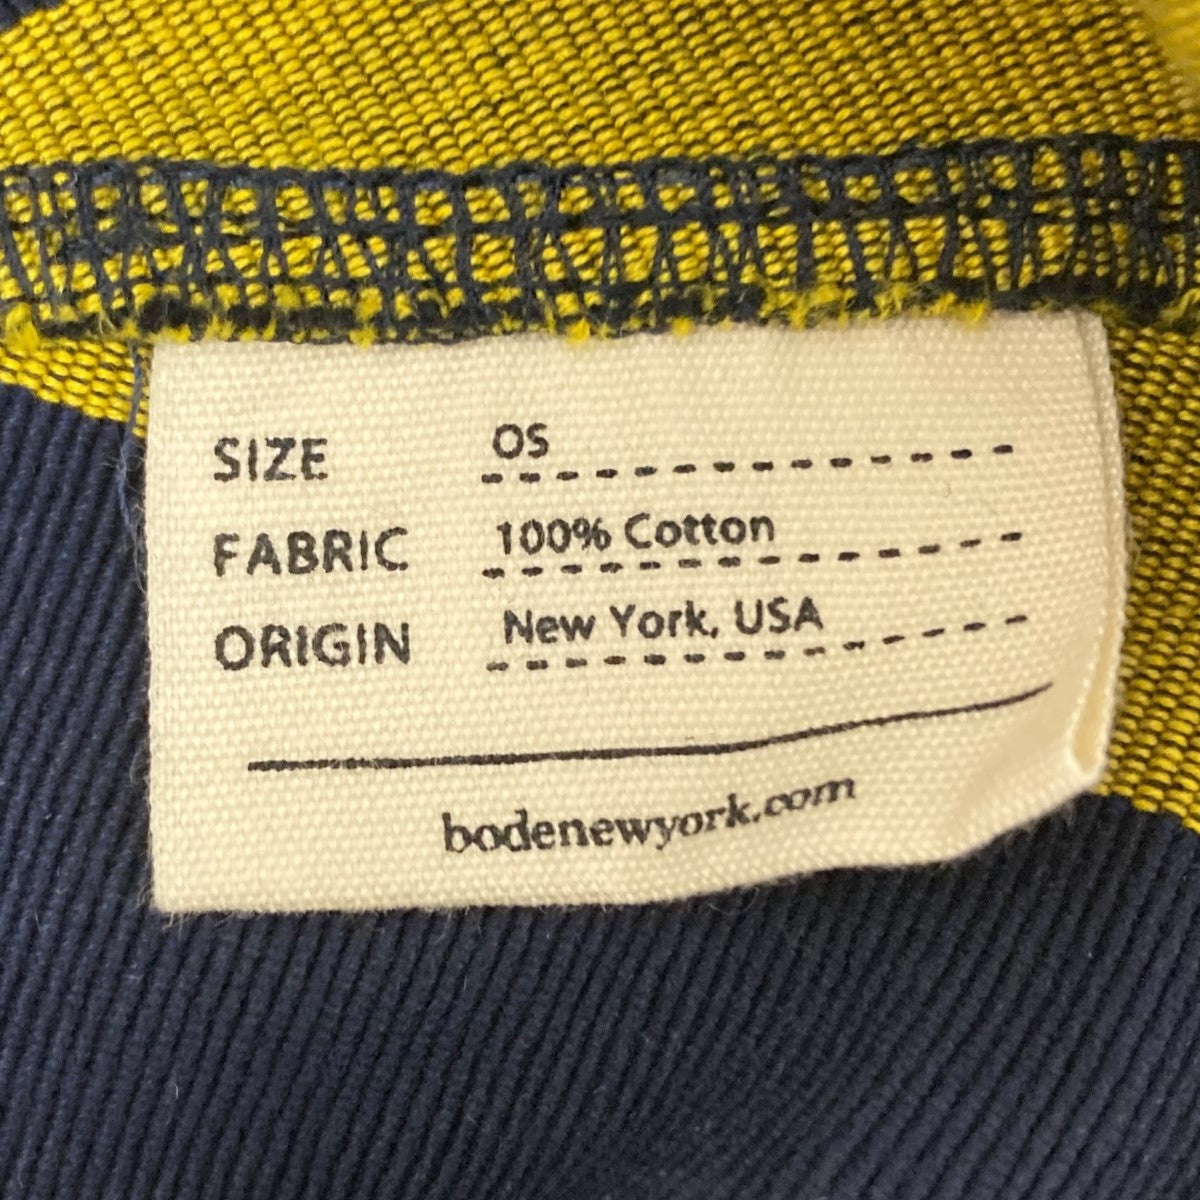 SIZE OS
FABRIC 100% Cotton
ORIGIN New York, USA
bodenewyork.com